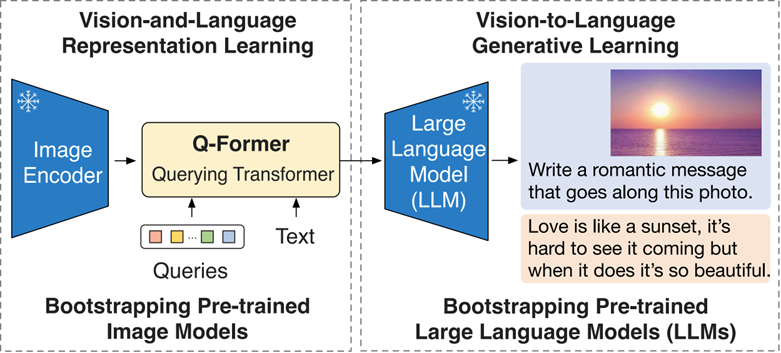 Vision-and-Language
Representation Learning
Image
Encoder
Q-Former
Querying Transformer
...
Queries
Text
Bootstrapping Pre-trained
Image Models
Vision-to-Language
Generative Learning
Large
Language
Model
(LLM)
Write a romantic message
that goes along this photo.
Love is like a sunset, it's
hard to see it coming but
when it does it's so beautiful.
Bootstrapping Pre-trained
Large Language Models (LLMs)